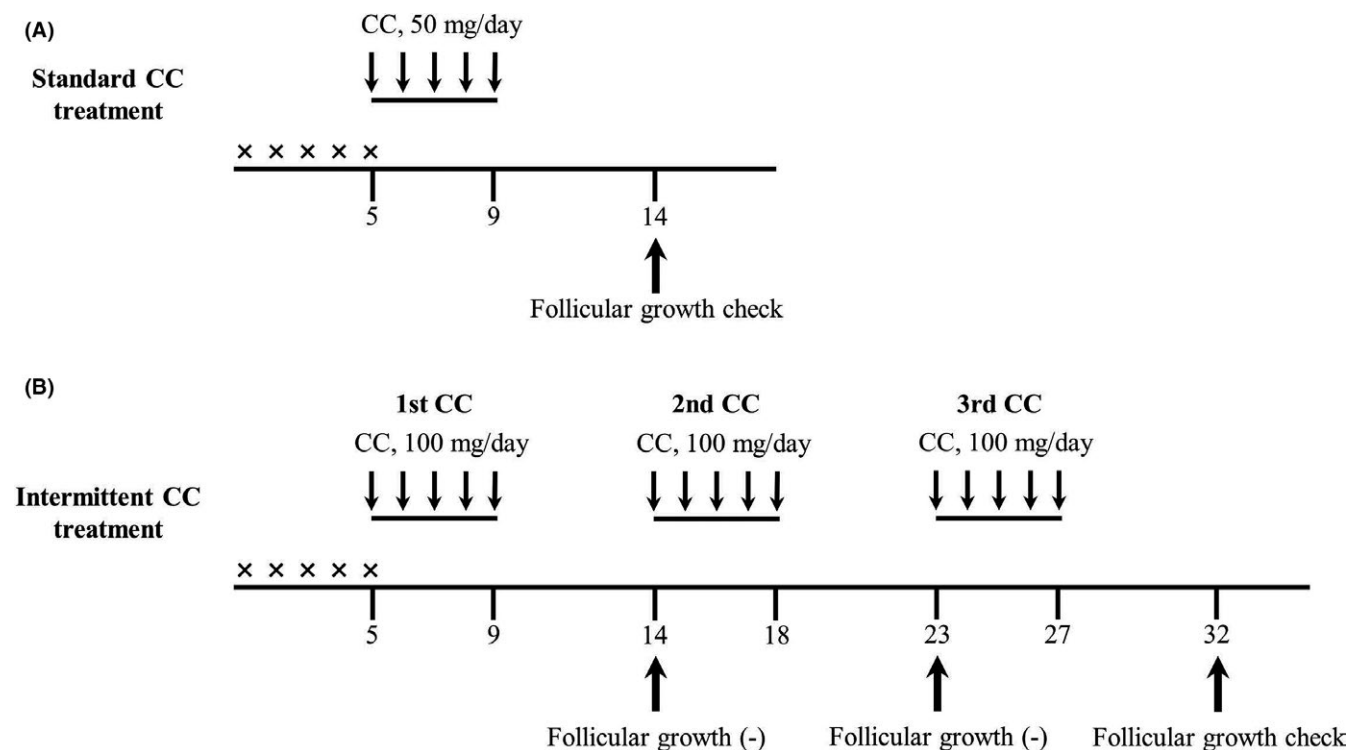 (A)
CC, 50 mg/day
Standard CC
treatment
× × × × ×
5 9 14
Follicular growth check
(B)
1st CC 2nd CC 3rd CC
CC, 100 mg/day CC, 100 mg/day CC, 100 mg/day
Intermittent CC
treatment
× × × × ×
5 9 14 18 23 27 32
Follicular growth (-) Follicular growth (-) Follicular growth check